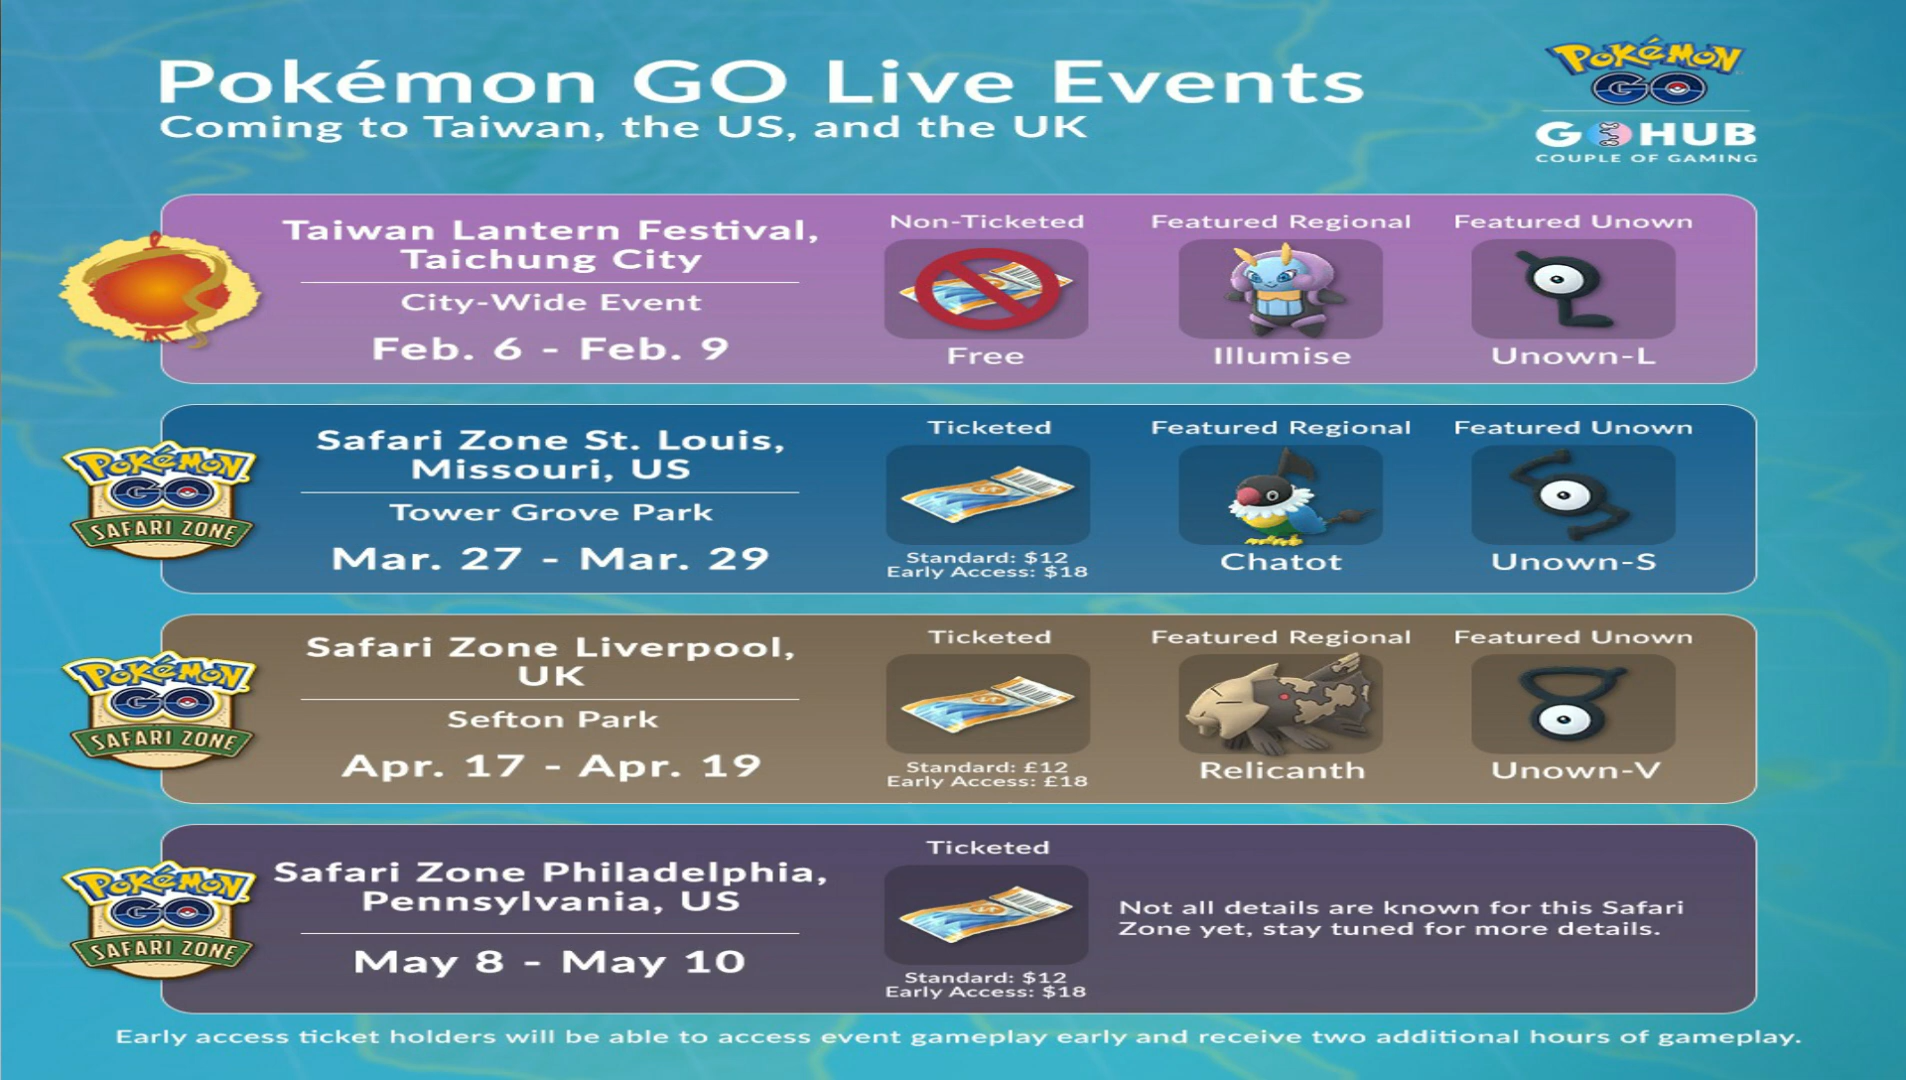 Pokémon GO Live Events
Coming to Taiwan, the US, and the UK
POKÉMON
GO
GO HUB
COUPLE OF GAMING
Taiwan Lantern Festival,
Taichung City
City-Wide Event
Feb. 6 - Feb. 9
Non-Ticketed
Free
Featured Regional
Illumise
Featured Unown
Unown-L
POKÉMON
GO
SAFARI ZONE
Safari Zone St. Louis,
Missouri, US
Tower Grove Park
Mar. 27 - Mar. 29
Ticketed
Standard: $12
Early Access: $18
Featured Regional
Chatot
Featured Unown
Unown-S
POKÉMON
GO
SAFARI ZONE
Safari Zone Liverpool,
UK
Sefton Park
Apr. 17 - Apr. 19
Ticketed
Standard: £12
Early Access: £18
Featured Regional
Relicanth
Featured Unown
Unown-V
POKÉMON
GO
SAFARI ZONE
Safari Zone Philadelphia,
Pennsylvania, US
May 8 - May 10
Ticketed
Standard: $12
Early Access: $18
Not all details are known for this Safari
Zone yet, stay tuned for more details.
Early access ticket holders will be able to access event gameplay early and receive two additional hours of gameplay.